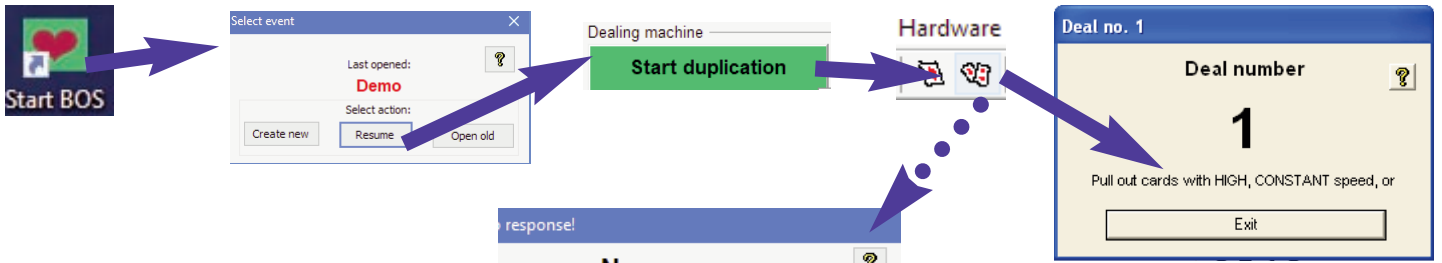 Start BOS
Select event
?
Last opened:
Demo
Select action:
Create new
Resume
Open old
Dealing machine
Start duplication
Hardware
Deal no. 1
Deal number
?
1
Pull out cards with HIGH, CONSTANT speed, or
Exit
response!
?